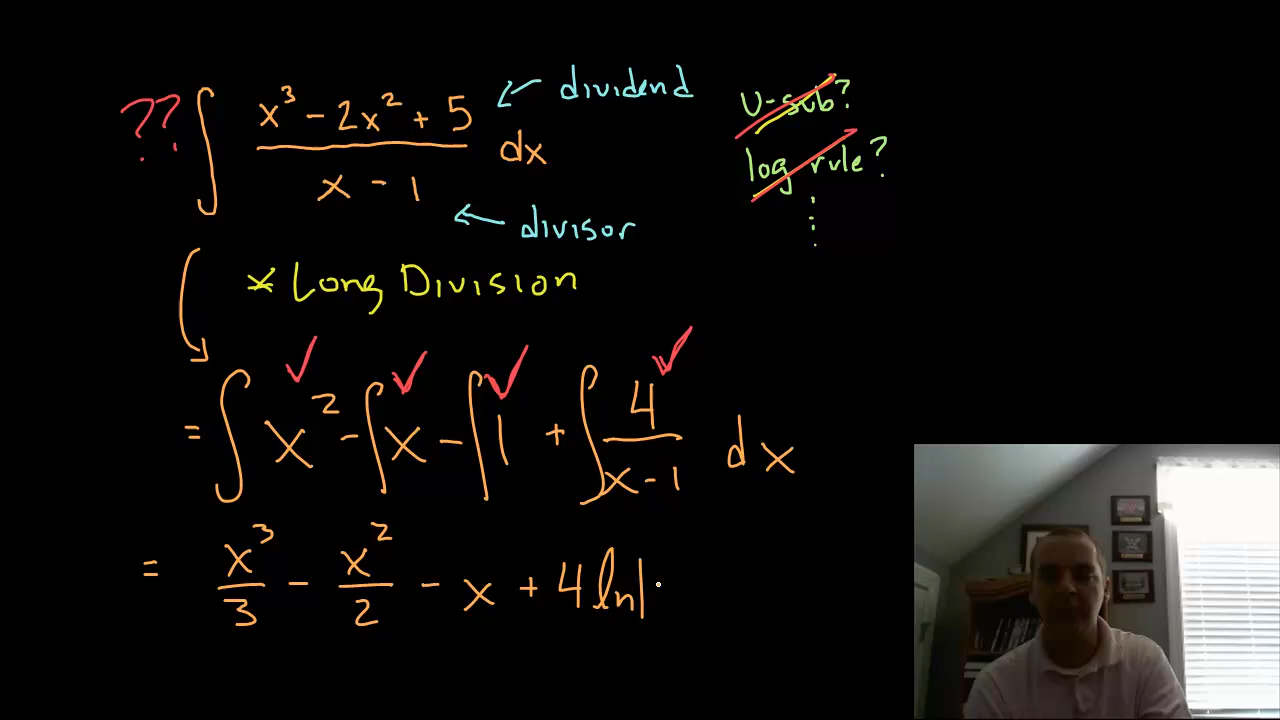 ?? ∫ (x³ - 2x² + 5)/(x - 1) dx
← dividend
← divisor
U-sub?
log rule?
* Long Division
= ∫ x² - ∫ x - ∫ 1 + ∫ 4/(x-1) dx
= x³/3 - x²/2 - x + 4 ln|